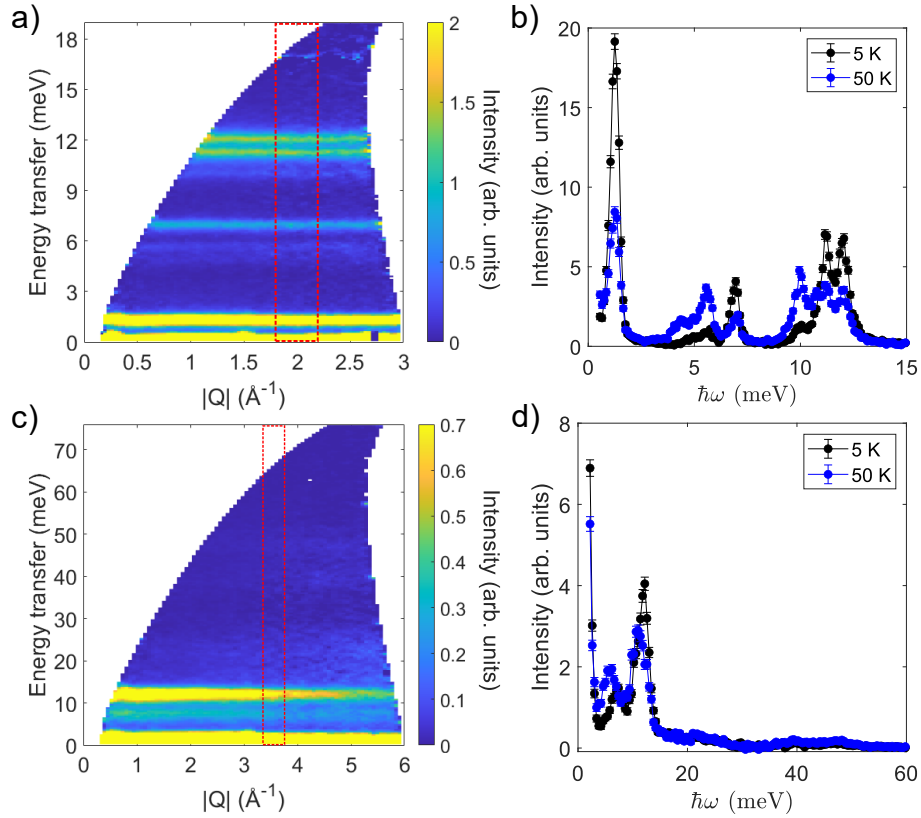 a)
18
15
12
9
6
3
0
Energy transfer (meV)
0 0.5 1 1.5 2 2.5 3
|Q| (Å⁻¹)
2
1.5
1
0.5
0
Intensity (arb. units)
b)
20
15
10
5
0
Intensity (arb. units)
5 K
50 K
0 5 10 15
ħω (meV)
c)
70
60
50
40
30
20
10
0
Energy transfer (meV)
0 1 2 3 4 5 6
|Q| (Å⁻¹)
0.7
0.6
0.5
0.4
0.3
0.2
0.1
0
Intensity (arb. units)
d)
8
6
4
2
0
Intensity (arb. units)
5 K
50 K
0 20 40 60
ħω (meV)